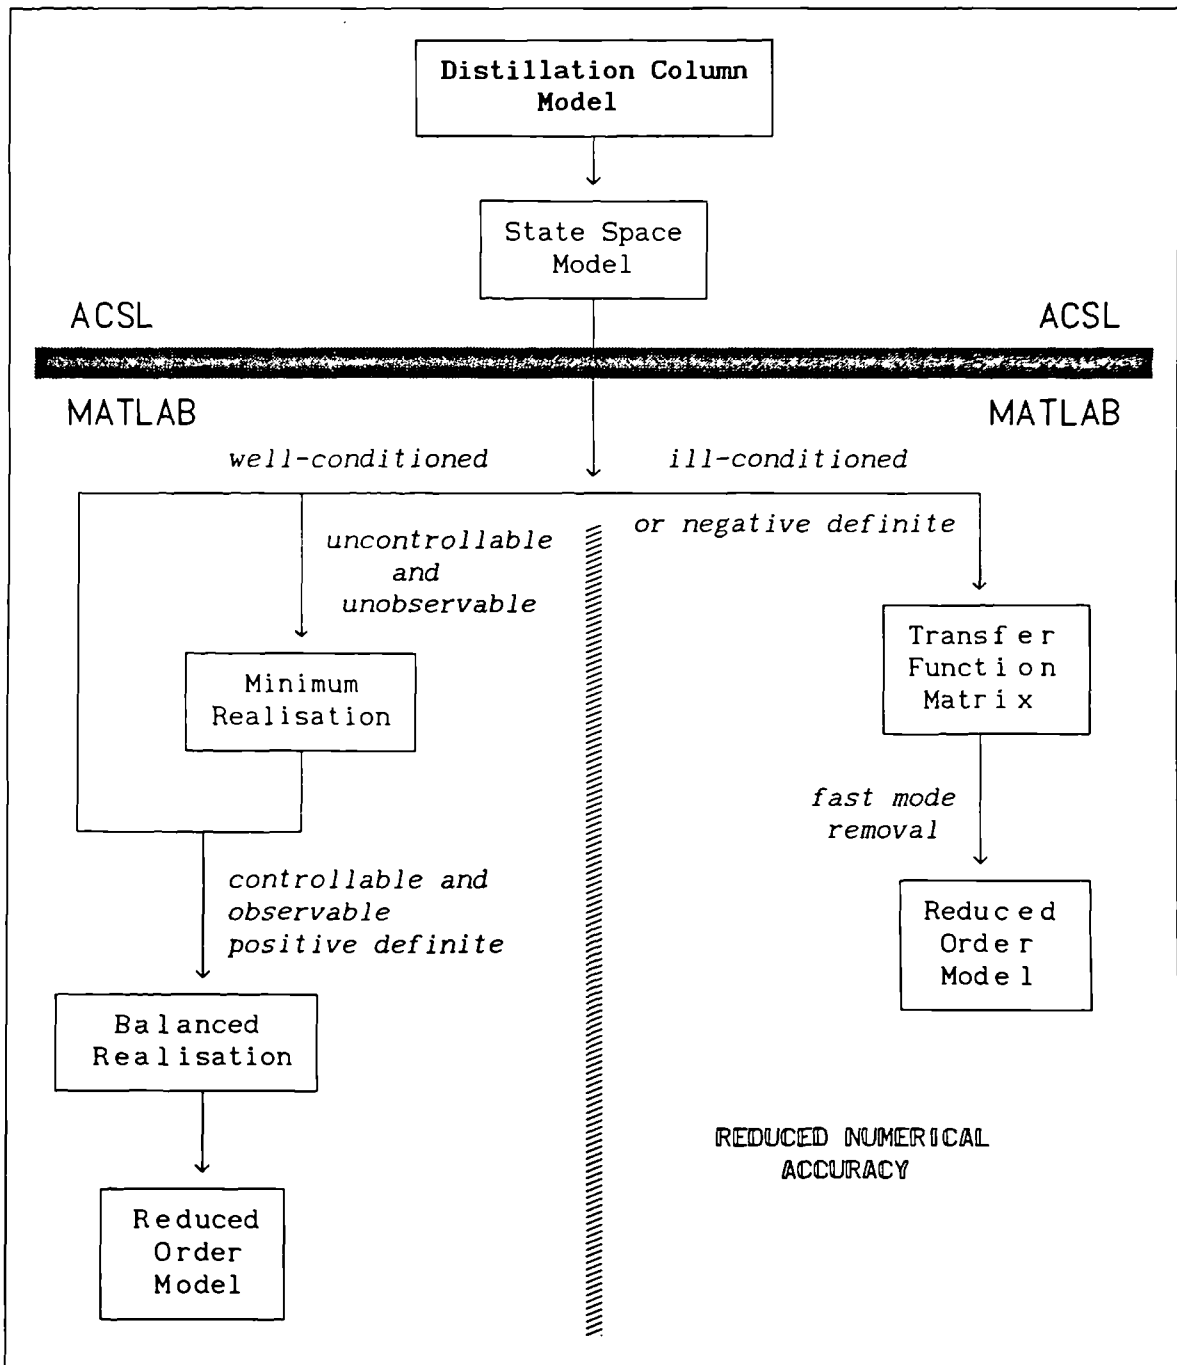 Distillation Column
Model
State Space
Model
ACSL
ACSL
MATLAB
MATLAB
well-conditioned
ill-conditioned
or negative definite
uncontrollable
and
unobservable
Minimum
Realisation
Transfer
Function
Matrix
fast mode
removal
controllable and
observable
positive definite
Reduced
Order
Model
Balanced
Realisation
REDUCED NUMERICAL
ACCURACY
Reduced
Order
Model